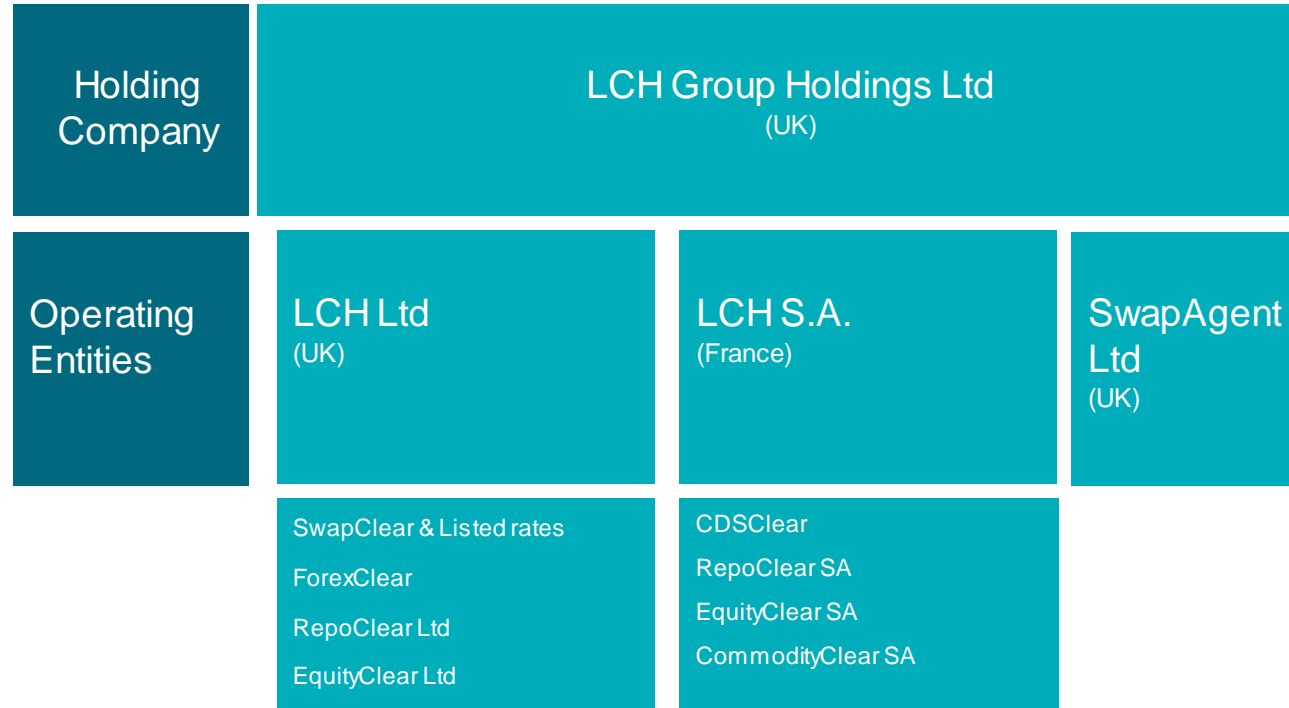 Holding
Company
LCH Group Holdings Ltd
(UK)
Operating
Entities
LCH Ltd
(UK)
LCH S.A.
(France)
SwapAgent
Ltd
(UK)
SwapClear & Listed rates
ForexClear
RepoClear Ltd
EquityClear Ltd
CDSClear
RepoClear SA
EquityClear SA
CommodityClear SA